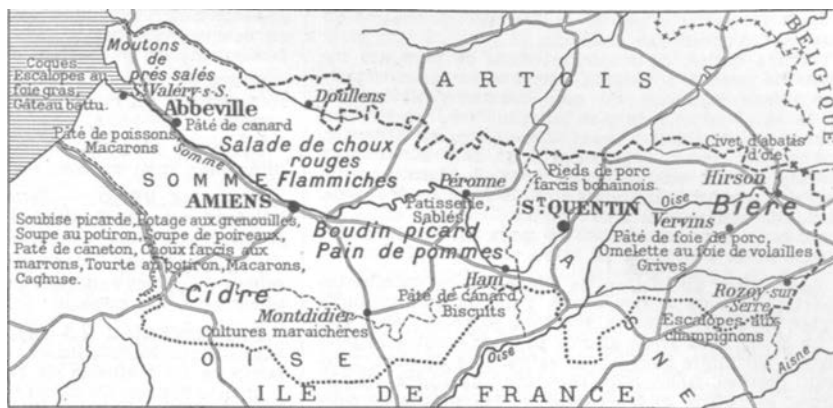 BELGIQUE
Moutons
de
prés salés
ARTOIS
Coques
Escalopes au
foie gras,
Gâteau battu.
St Valéry-s-S.
Doullens
Abbeville
Pâté de canard
Pâté de poissons
Macarons
Somme
Salade de choux
rouges
Flammiches
Civet d'abatis
d'oie
Pieds de porc
farcis bohainois
Hirson
SOMME
Péronne
Oise
AMIENS
Patisserie,
Sablés
ST QUENTIN
Vervins
Bière
Soubise picarde, Potage aux grenouilles,
Soupe au potiron, Soupe de poireaux,
Paté de caneton, Choux farcis aux
marrons, Tourte au potiron, Macarons,
Caqhuse.
Boudin picard
Pain de pommes
Pâté de foie de porc
Omelette au foie de volailles
Grives
Ham
Pâté de canard
Biscuits
AISNE
Cidre
Montdidier
Cultures maraichères
Rozoy-sur
Serre
Escalopes aux
champignons
OISE
Oise
Aisne
ILE DE FRANCE